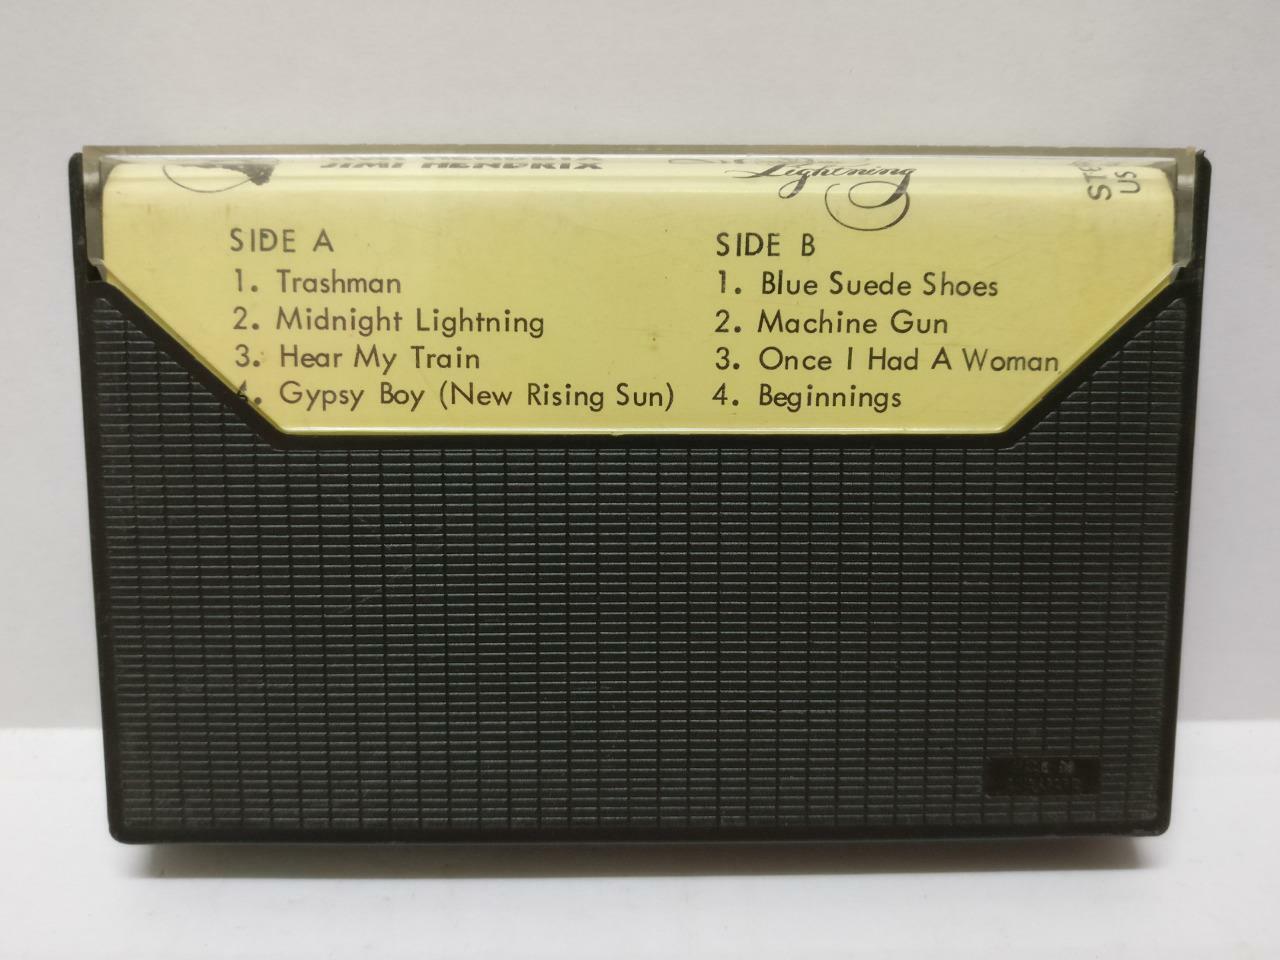 JIMI HENDRIX
Lightning
US
SIDE A
1. Trashman
2. Midnight Lightning
3. Hear My Train
4. Gypsy Boy (New Rising Sun)
SIDE B
1. Blue Suede Shoes
2. Machine Gun
3. Once I Had A Woman
4. Beginnings